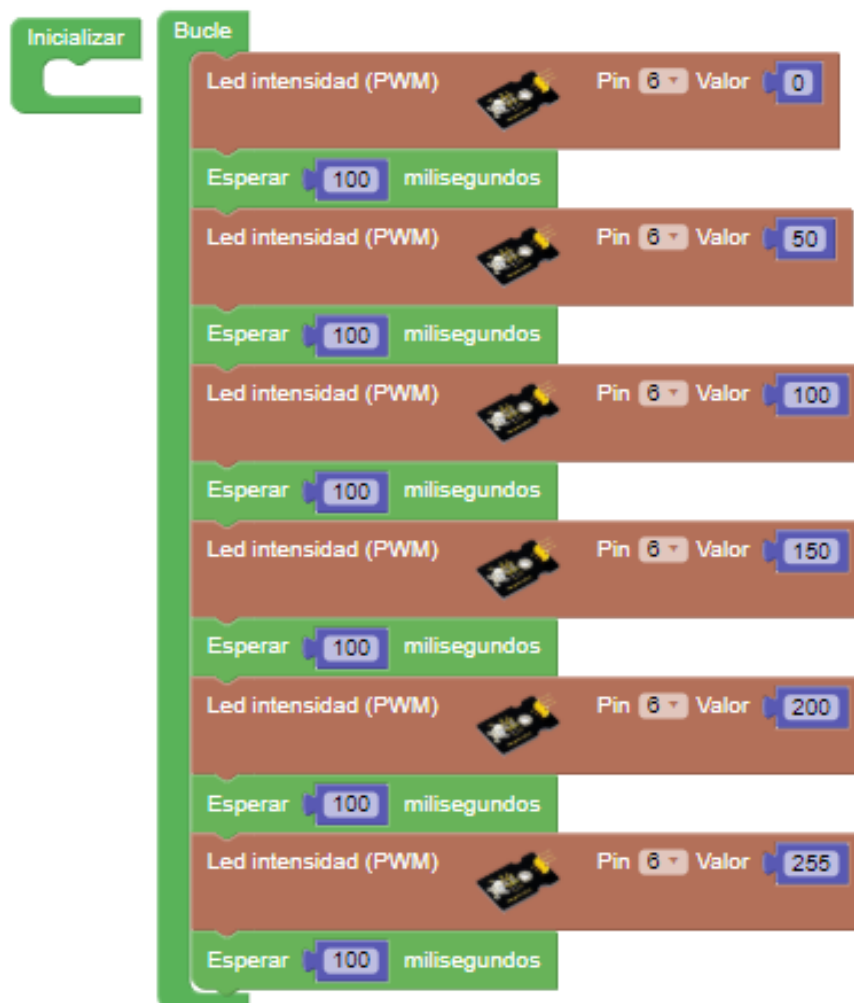 Inicializar
Bucle
Led intensidad (PWM) Pin 6 Valor 0
Esperar 100 milisegundos
Led intensidad (PWM) Pin 6 Valor 50
Esperar 100 milisegundos
Led intensidad (PWM) Pin 6 Valor 100
Esperar 100 milisegundos
Led intensidad (PWM) Pin 6 Valor 150
Esperar 100 milisegundos
Led intensidad (PWM) Pin 6 Valor 200
Esperar 100 milisegundos
Led intensidad (PWM) Pin 6 Valor 255
Esperar 100 milisegundos